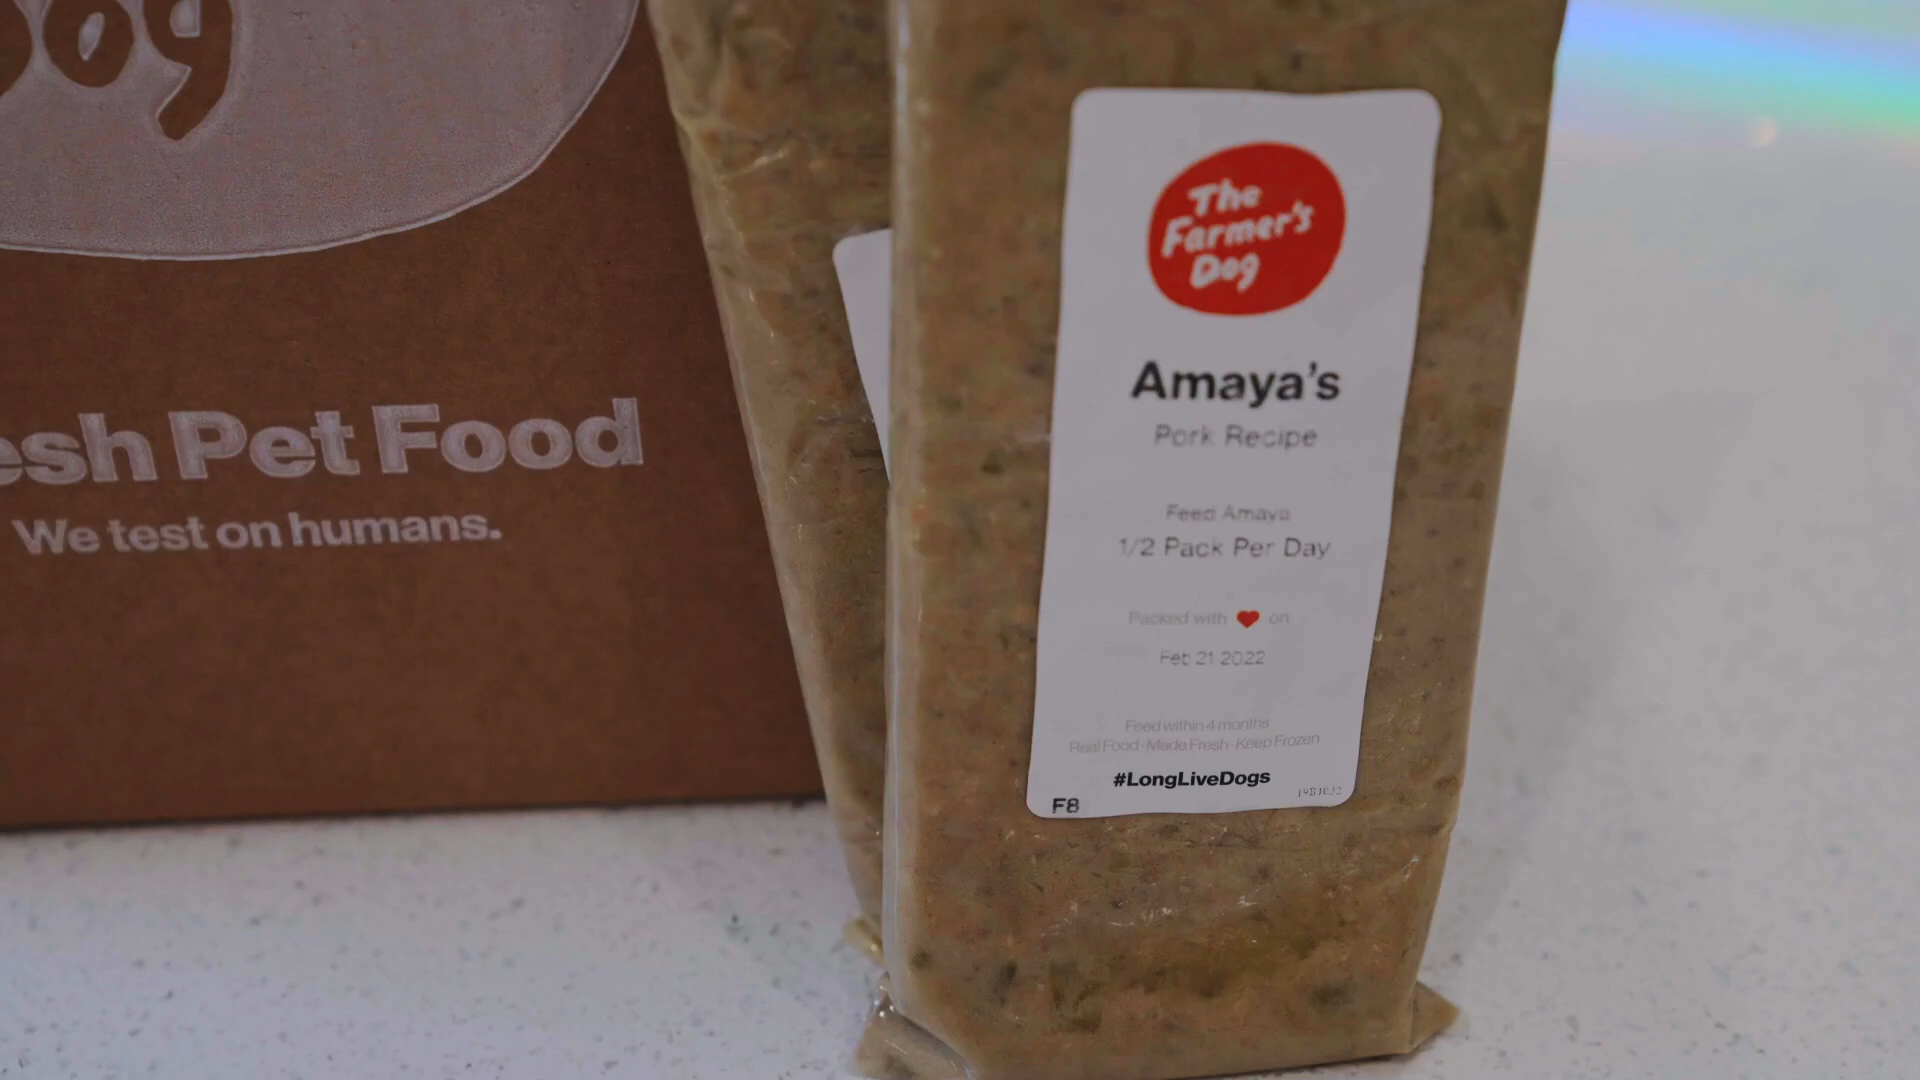 Dog
esh Pet Food
We test on humans.
The
Farmer's
Dog
Amaya's
Pork Recipe
Feed Amaya
1/2 Pack Per Day
Packed with ❤ on
Feb 21 2022
Feed within 4 months
Real Food · Made Fresh · Keep Frozen
#LongLiveDogs
F8